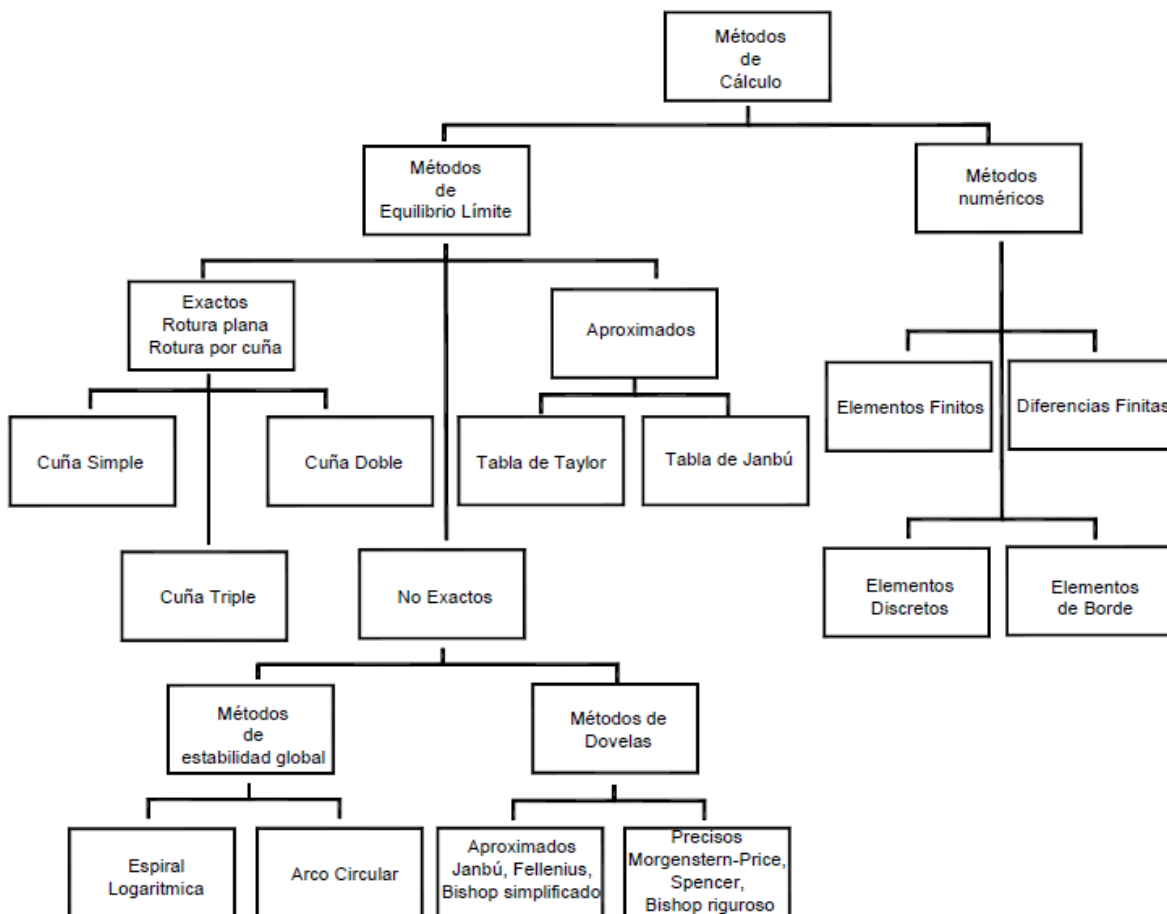 Métodos
de
Cálculo
Métodos
de
Equilibrio Límite
Métodos
numéricos
Exactos
Rotura plana
Rotura por cuña
Aproximados
Elementos Finitos
Diferencias Finitas
Cuña Simple
Cuña Doble
Tabla de Taylor
Tabla de Janbú
Cuña Triple
No Exactos
Elementos
Discretos
Elementos
de Borde
Métodos
de
estabilidad global
Métodos de
Dovelas
Espiral
Logaritmica
Arco Circular
Aproximados
Janbú, Fellenius,
Bishop simplificado
Precisos
Morgenstern-Price,
Spencer,
Bishop riguroso